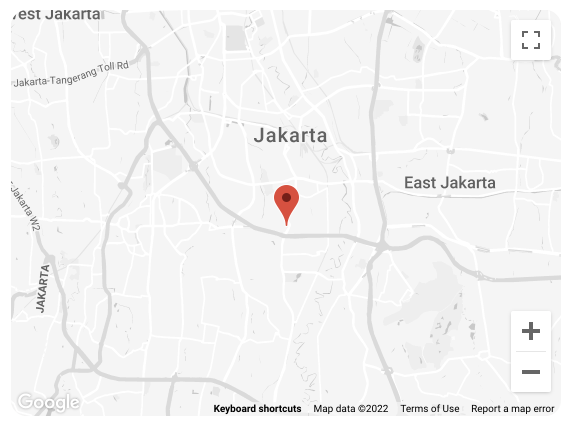 est Jakarta
Jakarta-Tangerang Toll Rd
Jakarta
East Jakarta
Jakarta W2
JAKARTA
Google
Keyboard shortcuts Map data ©2022 Terms of Use Report a map error